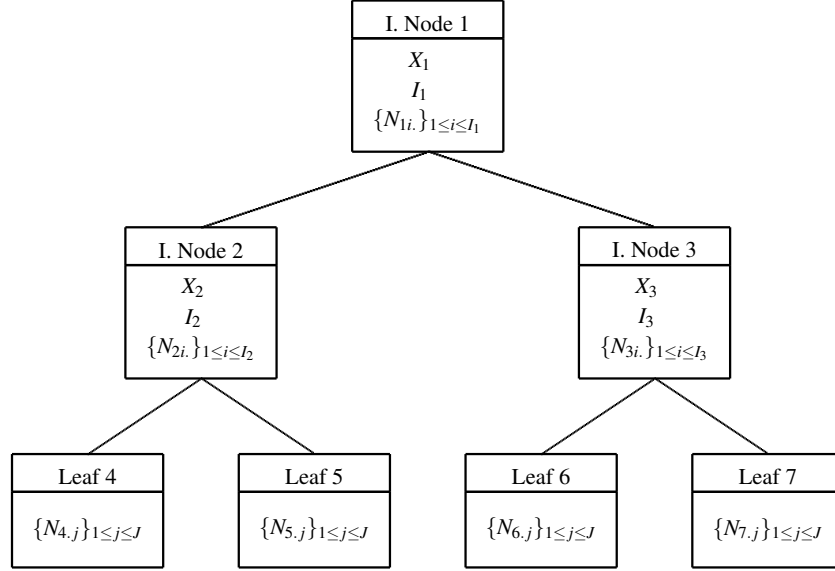 I. Node 1
X₁
I₁
{N₁ᵢ.}₁≤ᵢ≤I₁
I. Node 2
X₂
I₂
{N₂ᵢ.}₁≤ᵢ≤I₂
I. Node 3
X₃
I₃
{N₃ᵢ.}₁≤ᵢ≤I₃
Leaf 4
{N₄.ⱼ}₁≤ⱼ≤J
Leaf 5
{N₅.ⱼ}₁≤ⱼ≤J
Leaf 6
{N₆.ⱼ}₁≤ⱼ≤J
Leaf 7
{N₇.ⱼ}₁≤ⱼ≤J